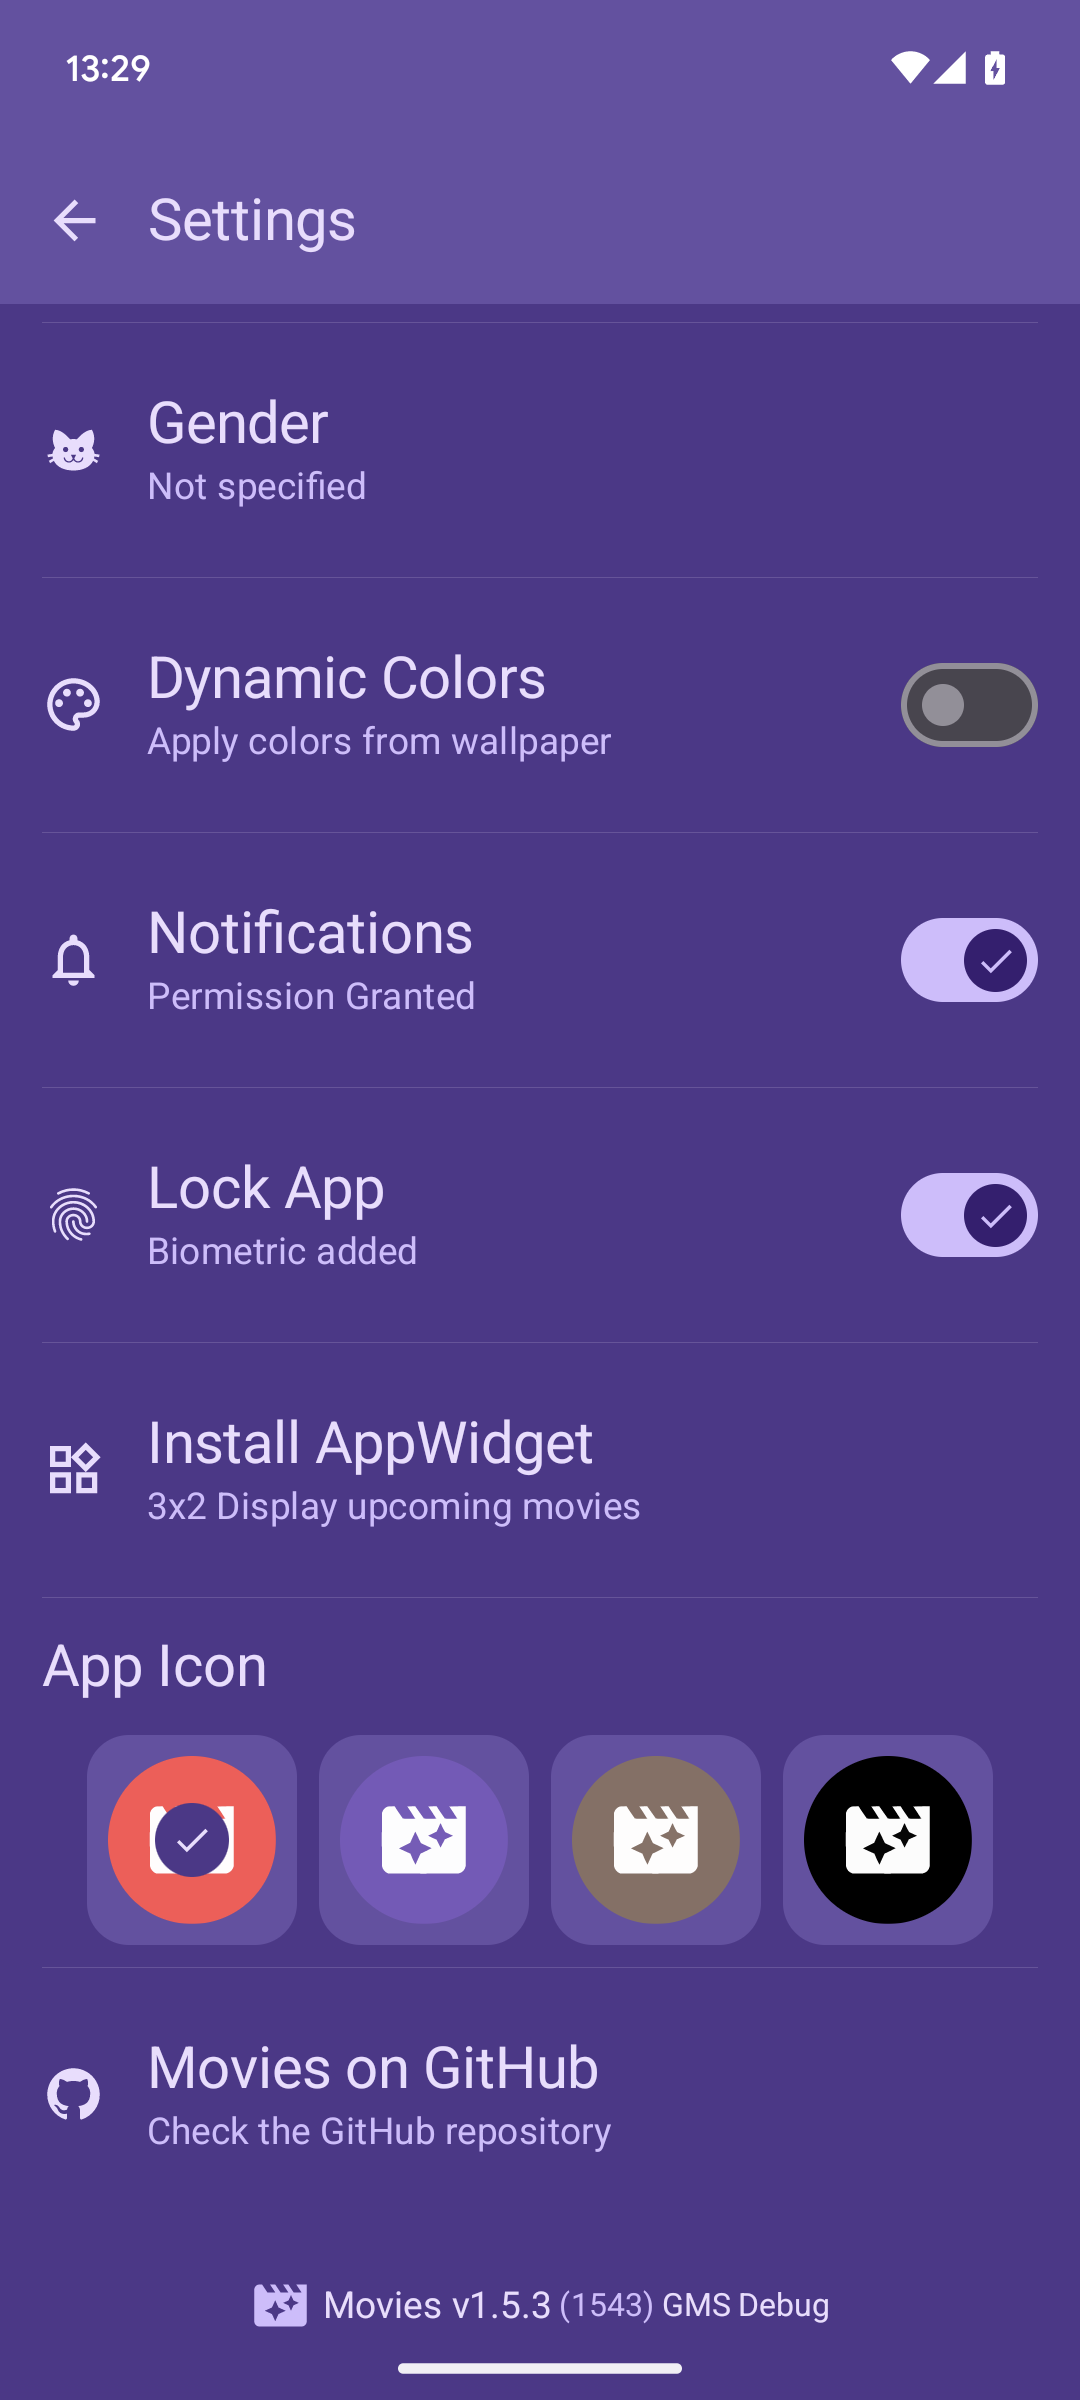 13:29
Settings
Gender
Not specified
Dynamic Colors
Apply colors from wallpaper
Notifications
Permission Granted
Lock App
Biometric added
Install AppWidget
3x2 Display upcoming movies
App Icon
Movies on GitHub
Check the GitHub repository
Movies v1.5.3 (1543) GMS Debug